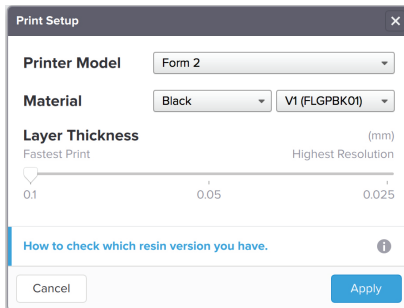 Print Setup
Printer Model Form 2
Material Black V1 (FLGPBK01)
Layer Thickness (mm)
Fastest Print Highest Resolution
0.1 0.05 0.025
How to check which resin version you have.
Cancel Apply